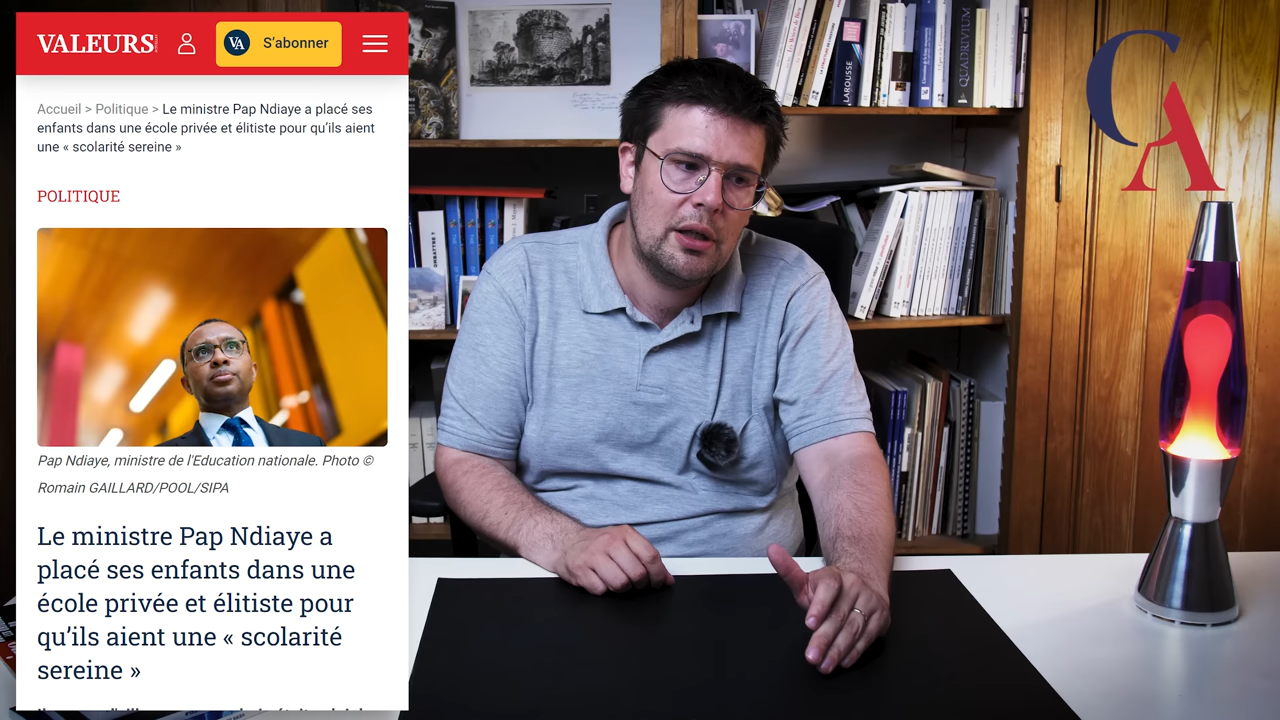 VALEURS
VA S'abonner
Accueil > Politique > Le ministre Pap Ndiaye a placé ses
enfants dans une école privée et élitiste pour qu'ils aient
une « scolarité sereine »
POLITIQUE
Pap Ndiaye, ministre de l'Education nationale. Photo ©
Romain GAILLARD/POOL/SIPA
Le ministre Pap Ndiaye a
placé ses enfants dans une
école privée et élitiste pour
qu'ils aient une « scolarité
sereine »
CA
LAROUSSE
QUADRIVIUM